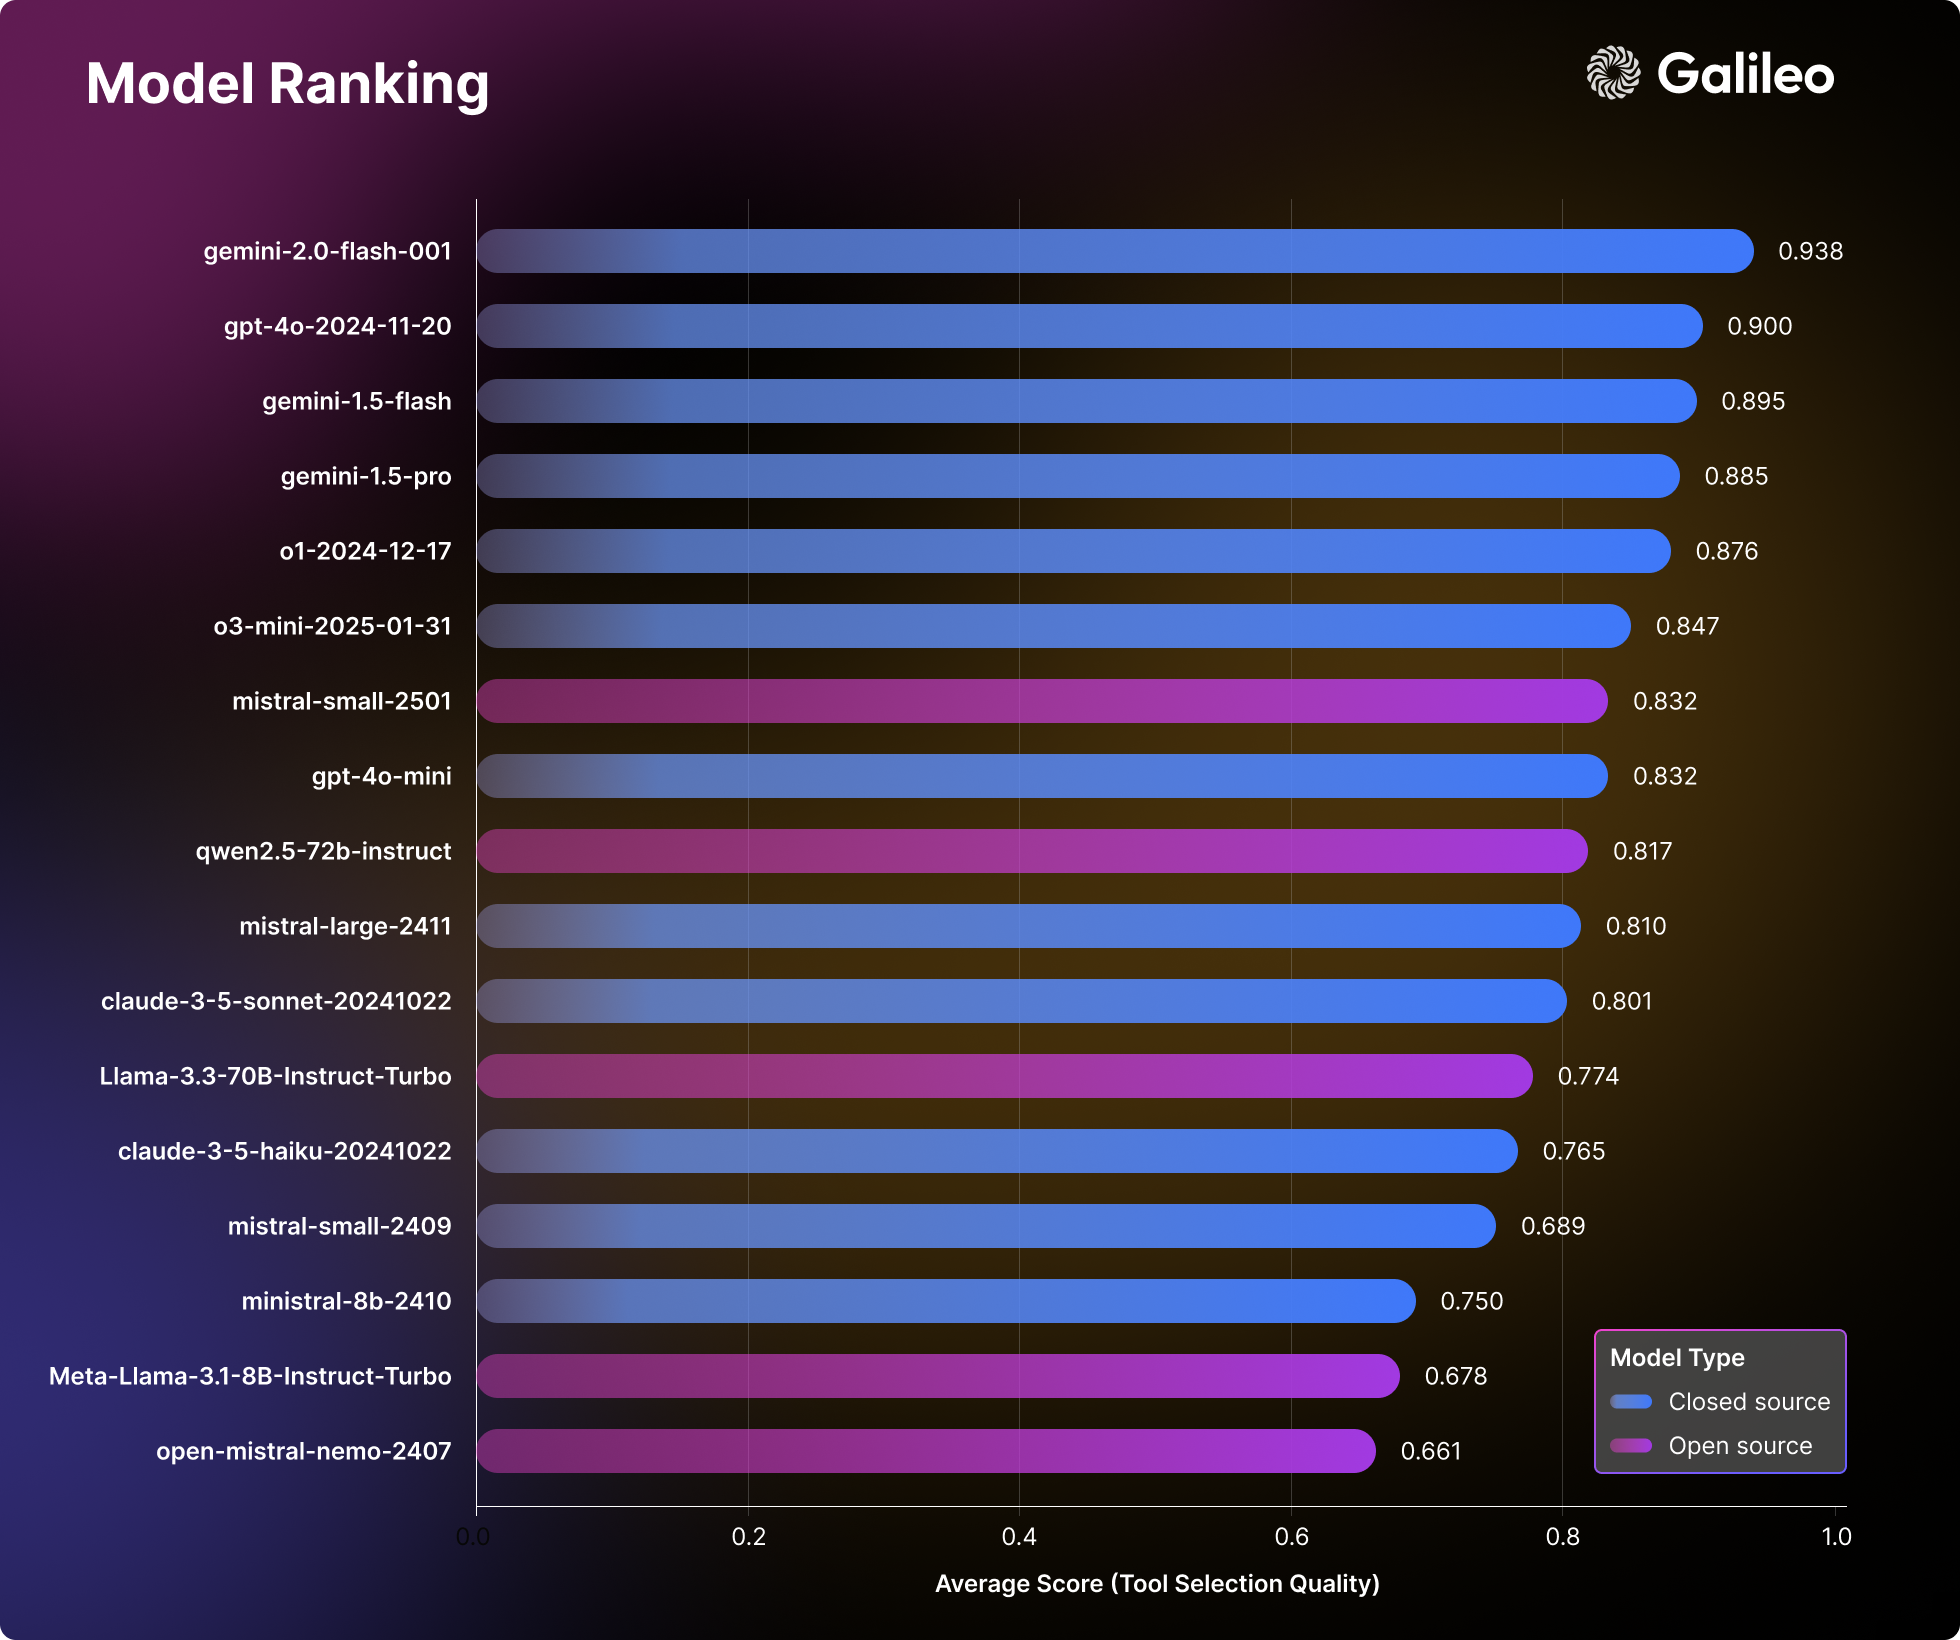 Model Ranking
Galileo
gemini-2.0-flash-001 0.938
gpt-4o-2024-11-20 0.900
gemini-1.5-flash 0.895
gemini-1.5-pro 0.885
o1-2024-12-17 0.876
o3-mini-2025-01-31 0.847
mistral-small-2501 0.832
gpt-4o-mini 0.832
qwen2.5-72b-instruct 0.817
mistral-large-2411 0.810
claude-3-5-sonnet-20241022 0.801
Llama-3.3-70B-Instruct-Turbo 0.774
claude-3-5-haiku-20241022 0.765
mistral-small-2409 0.689
ministral-8b-2410 0.750
Meta-Llama-3.1-8B-Instruct-Turbo 0.678
open-mistral-nemo-2407 0.661
Model Type
Closed source
Open source
0.0 0.2 0.4 0.6 0.8 1.0
Average Score (Tool Selection Quality)